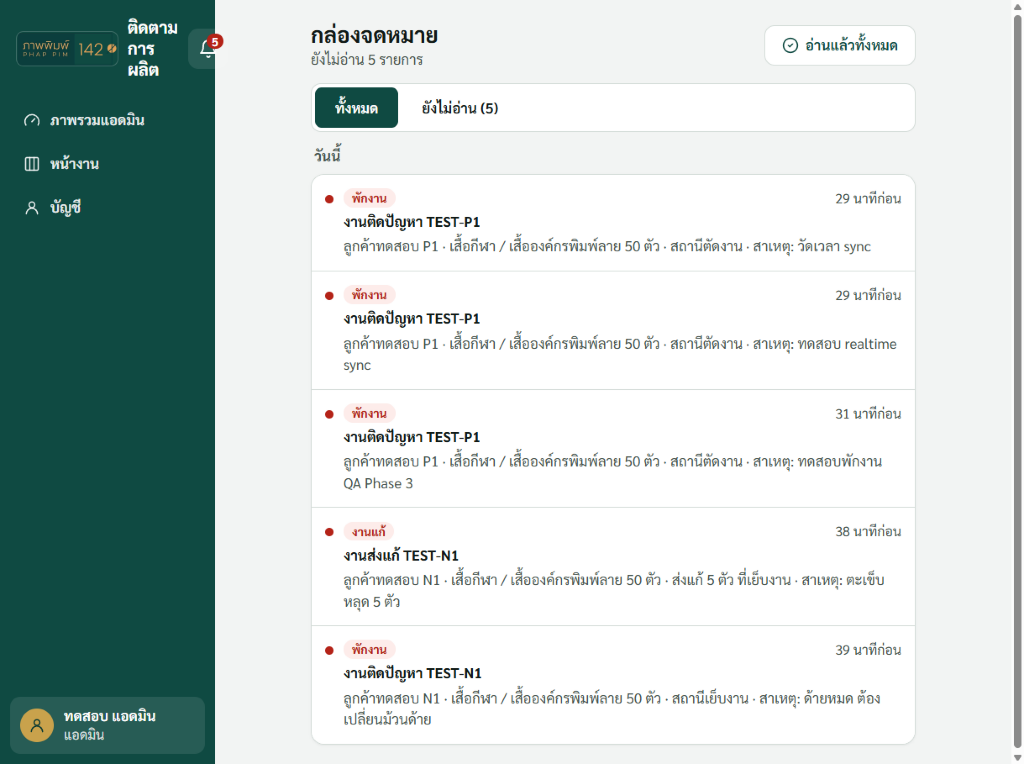 ภาพพิมพ์
PHAP PIM
142
ติดตาม
การ
ผลิต
5
ภาพรวมแอดมิน
หน้างาน
บัญชี
ทดสอบ แอดมิน
แอดมิน
กล่องจดหมาย
ยังไม่อ่าน 5 รายการ
อ่านแล้วทั้งหมด
ทั้งหมด
ยังไม่อ่าน (5)
วันนี้
พักงาน
29 นาทีก่อน
งานติดปัญหา TEST-P1
ลูกค้าทดสอบ P1 · เสื้อกีฬา / เสื้อองค์กรพิมพ์ลาย 50 ตัว · สถานีตัดงาน · สาเหตุ: วัดเวลา sync
พักงาน
29 นาทีก่อน
งานติดปัญหา TEST-P1
ลูกค้าทดสอบ P1 · เสื้อกีฬา / เสื้อองค์กรพิมพ์ลาย 50 ตัว · สถานีตัดงาน · สาเหตุ: ทดสอบ realtime
sync
พักงาน
31 นาทีก่อน
งานติดปัญหา TEST-P1
ลูกค้าทดสอบ P1 · เสื้อกีฬา / เสื้อองค์กรพิมพ์ลาย 50 ตัว · สถานีตัดงาน · สาเหตุ: ทดสอบพักงาน
QA Phase 3
งานแก้
38 นาทีก่อน
งานส่งแก้ TEST-N1
ลูกค้าทดสอบ N1 · เสื้อกีฬา / เสื้อองค์กรพิมพ์ลาย 50 ตัว · ส่งแก้ 5 ตัว ที่เย็บงาน · สาเหตุ: ตะเข็บ
หลุด 5 ตัว
พักงาน
39 นาทีก่อน
งานติดปัญหา TEST-N1
ลูกค้าทดสอบ N1 · เสื้อกีฬา / เสื้อองค์กรพิมพ์ลาย 50 ตัว · สถานีเย็บงาน · สาเหตุ: ด้ายหมด ต้อง
เปลี่ยนม้วนด้าย